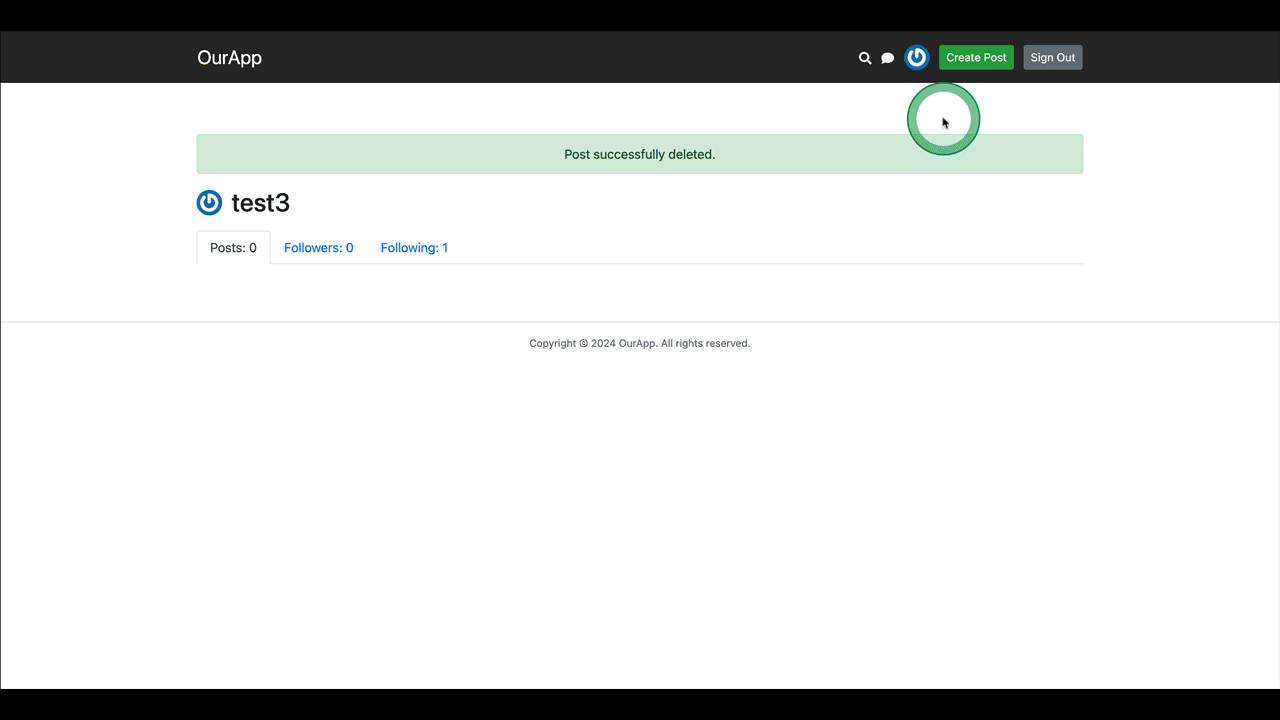 OurApp
Create Post
Sign Out
Post successfully deleted.
test3
Posts: 0
Followers: 0
Following: 1
Copyright © 2024 OurApp. All rights reserved.